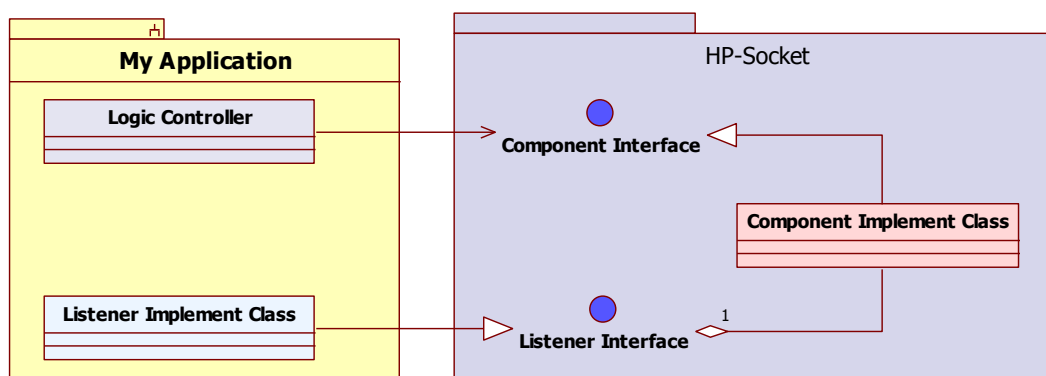 My Application
HP-Socket
Logic Controller
Component Interface
Component Implement Class
Listener Implement Class
1
Listener Interface